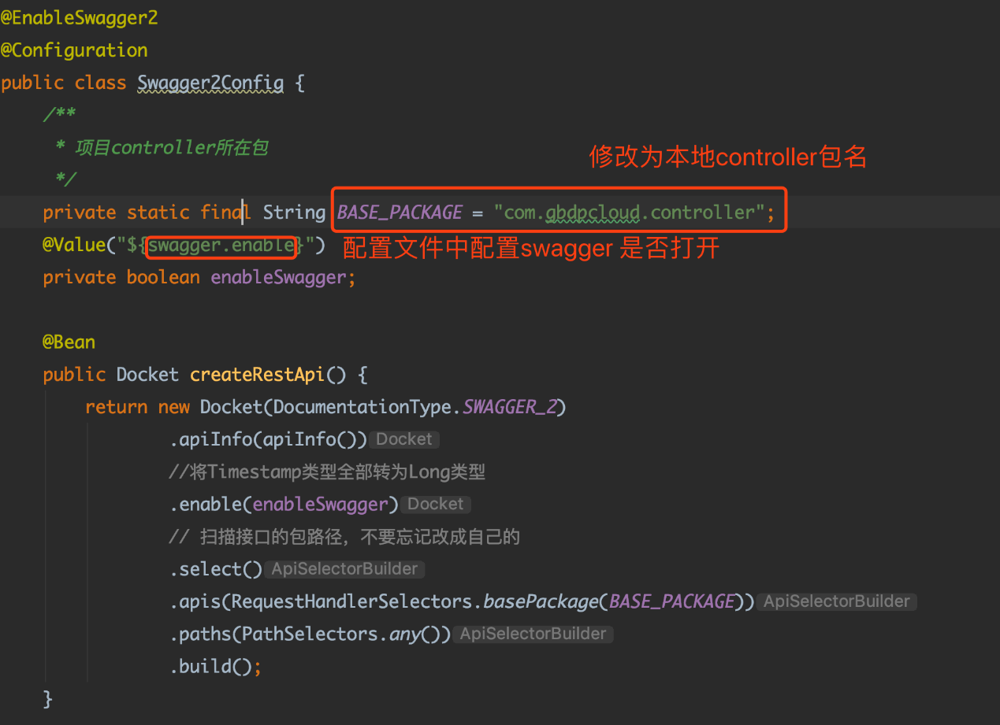 @EnableSwagger2
@Configuration
public class Swagger2Config {
/**
* 项目controller所在包
*/
修改为本地controller包名
private static final String BASE_PACKAGE = "com.gbdpcloud.controller";
@Value("${swagger.enable}") 配置文件中配置swagger 是否打开
private boolean enableSwagger;
@Bean
public Docket createRestApi() {
return new Docket(DocumentationType.SWAGGER_2)
.apiInfo(apiInfo()) Docket
//将Timestamp类型全部转为Long类型
.enable(enableSwagger) Docket
// 扫描接口的包路径，不要忘记改成自己的
.select() ApiSelectorBuilder
.apis(RequestHandlerSelectors.basePackage(BASE_PACKAGE)) ApiSelectorBuilder
.paths(PathSelectors.any()) ApiSelectorBuilder
.build();
}